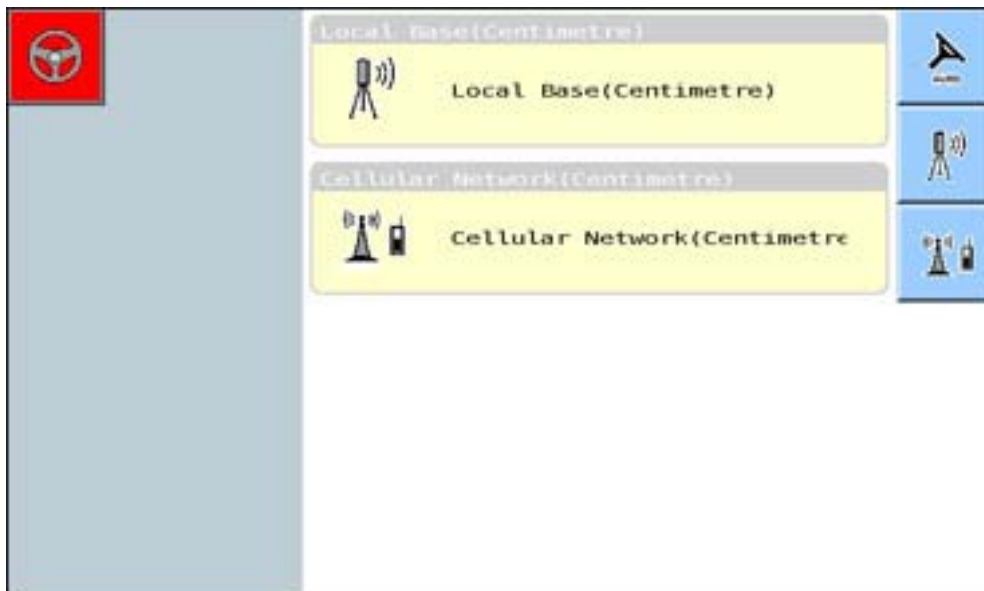 Local Base(Centimetre)
Local Base(Centimetre)
Cellular Network(Centimetre)
Cellular Network(Centimetre